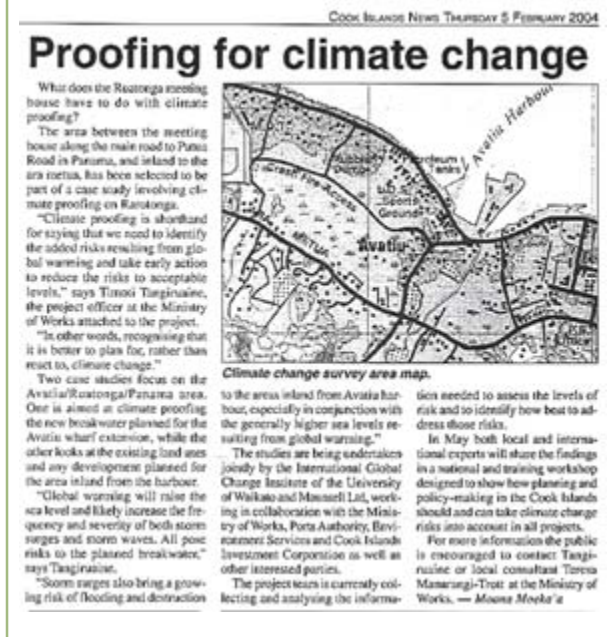 COOK ISLANDS NEWS THURSDAY 5 FEBRUARY 2004
Proofing for climate change
What does the Ruatonga meeting
house have to do with climate
proofing?
The area between the meeting
house along the main road to Putua
Road in Panama, and inland to the
ara metua, has been selected to be
part of a case study involving cli-
mate proofing on Rarotonga.
"Climate proofing is shorthand
for saying that we need to identify
the added risks resulting from glo-
bal warming and take early action
to reduce the risks to acceptable
levels," says Timoti Tangiruaine,
the project officer at the Ministry
of Works attached to the project.
"In other words, recognising that
it is better to plan for, rather than
react to, climate change."
Two case studies focus on the
Avatiu/Ruatonga/Panama area.
One is aimed at climate proofing
the new breakwater planned for the
Avatiu wharf extension, while the
other looks at the existing land uses
and any development planned for
the area inland from the harbour.
"Global warming will raise the
sea level and likely increase the fre-
quency and severity of both storm
surges and storm waves. All pose
risks to the planned breakwater,"
says Tangiruaine.
"Storm surges also bring a grow-
ing risk of flooding and destruction
Avatiu Harbour
Tanks
Crash Fire Access
Sports
Ground
Avatiu
METUA
Climate change survey area map.
to the areas inland from Avatiu har-
bour, especially in conjunction with
the generally higher sea levels re-
sulting from global warming."
The studies are being undertaken
jointly by the International Global
Change Institute of the University
of Waikato and Maunsell Ltd, work-
ing in collaboration with the Minis-
try of Works, Ports Authority, Envi-
ronment Services and Cook Islands
Investment Corporation as well as
other interested parties.
The project team is currently col-
lecting and analysing the informa-
tion needed to assess the levels of
risk and to identify how best to ad-
dress those risks.
In May both local and interna-
tional experts will share the findings
in a national and training workshop
designed to show how planning and
policy-making in the Cook Islands
should and can take climate change
risks into account in all projects.
For more information the public
is encouraged to contact Tangi-
ruaine or local consultant Teresa
Manarangi-Trott at the Ministry of
Works. — Moana Moeka'a